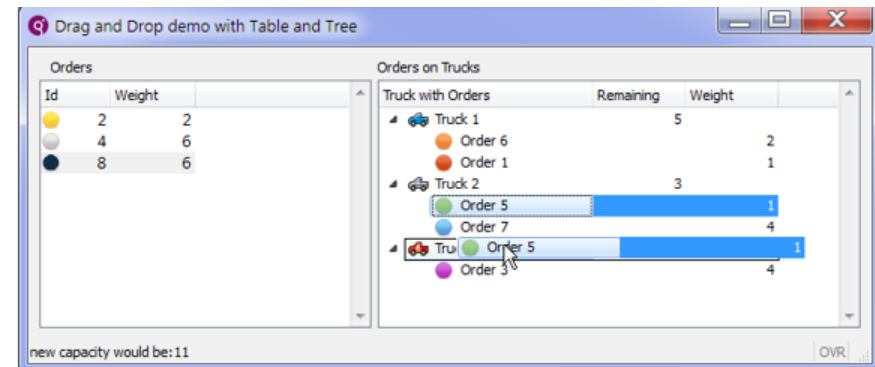 Drag and Drop demo with Table and Tree
Orders
Id Weight
2 2
4 6
8 6
Orders on Trucks
Truck with Orders Remaining Weight
Truck 1 5
Order 6 2
Order 1 1
Truck 2 3
Order 5 1
Order 7 4
Order 5 1
Order 3 4
new capacity would be:11
OVR